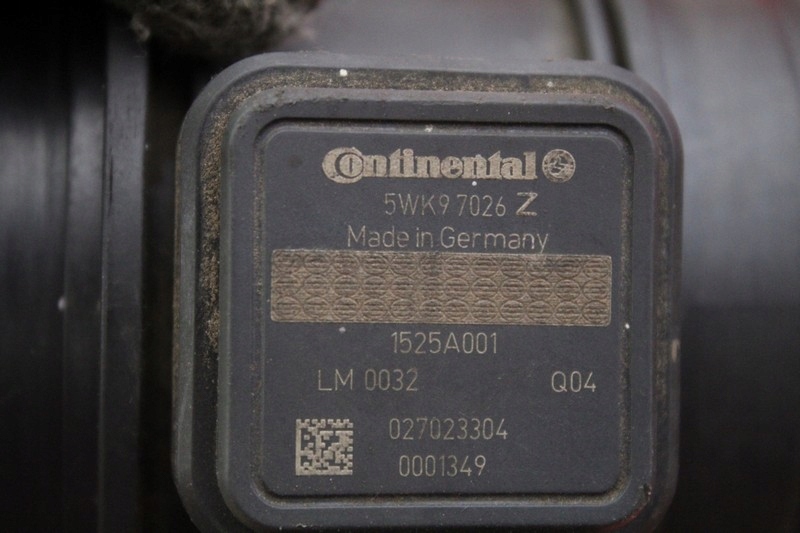 Continental
5WK9 7026 Z
Made in Germany
1525A001
LM 0032 Q04
027023304
0001349